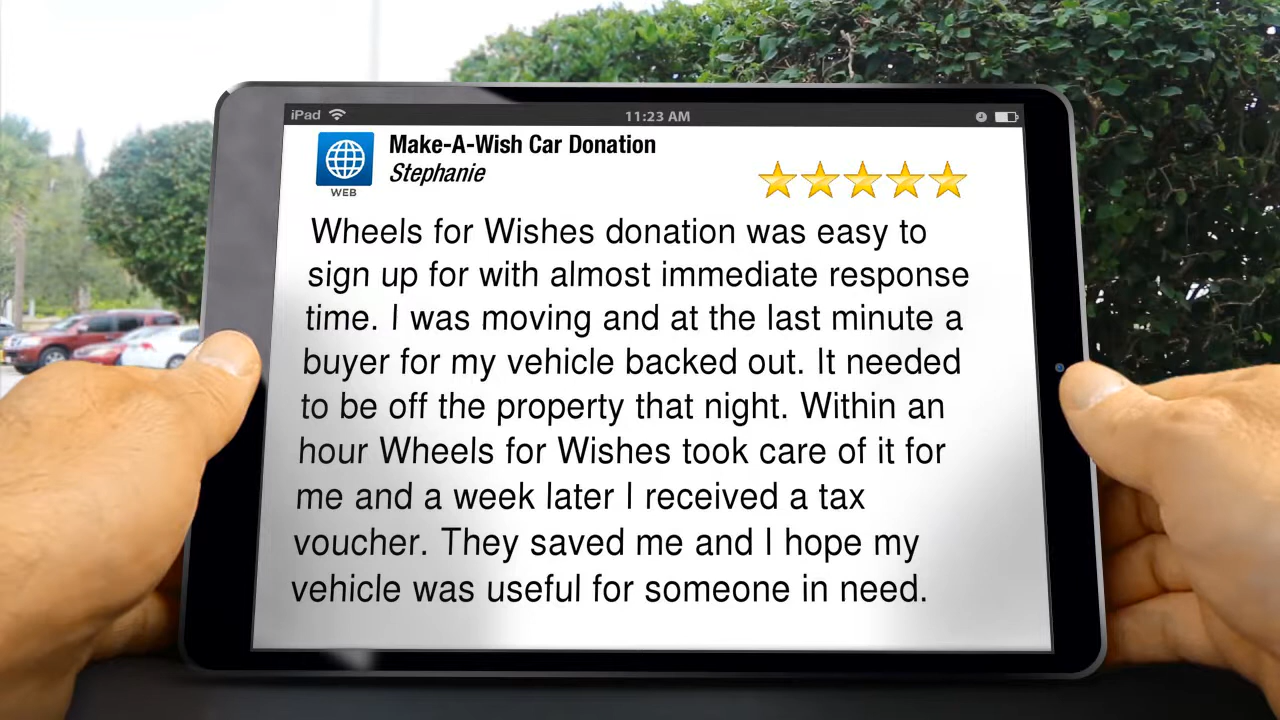 iPad 11:23 AM
Make-A-Wish Car Donation
Stephanie
WEB
Wheels for Wishes donation was easy to
sign up for with almost immediate response
time. I was moving and at the last minute a
buyer for my vehicle backed out. It needed
to be off the property that night. Within an
hour Wheels for Wishes took care of it for
me and a week later I received a tax
voucher. They saved me and I hope my
vehicle was useful for someone in need.